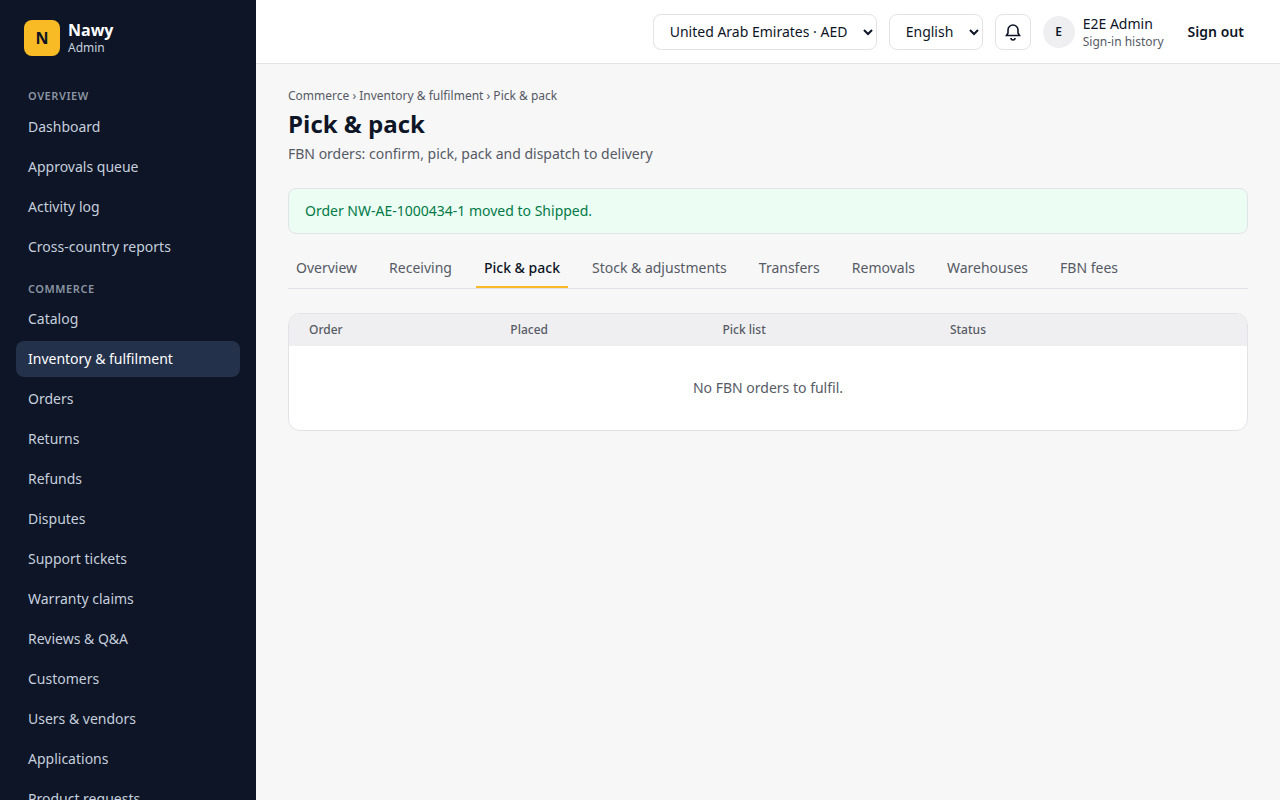 N
Nawy
Admin
OVERVIEW
Dashboard
Approvals queue
Activity log
Cross-country reports
COMMERCE
Catalog
Inventory & fulfilment
Orders
Returns
Refunds
Disputes
Support tickets
Warranty claims
Reviews & Q&A
Customers
Users & vendors
Applications
Product requests
United Arab Emirates · AED
English
E
E2E Admin
Sign-in history
Sign out
Commerce › Inventory & fulfilment › Pick & pack
Pick & pack
FBN orders: confirm, pick, pack and dispatch to delivery
Order NW-AE-1000434-1 moved to Shipped.
Overview Receiving Pick & pack Stock & adjustments Transfers Removals Warehouses FBN fees
Order Placed Pick list Status
No FBN orders to fulfil.